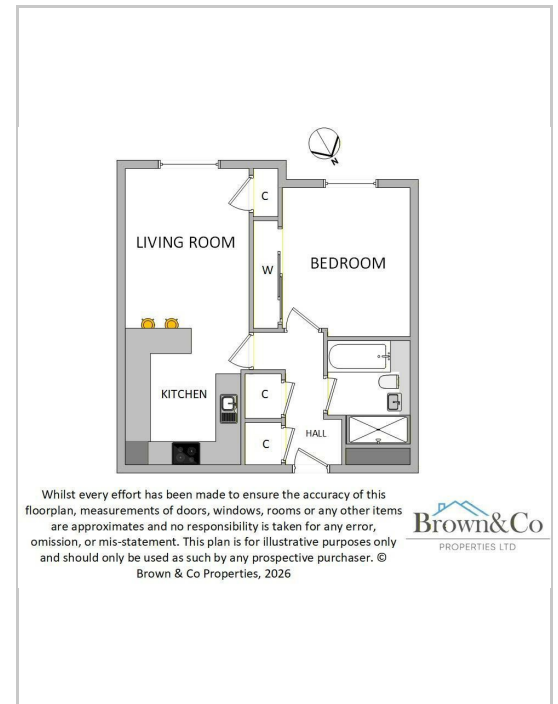 N
C
LIVING ROOM
W
BEDROOM
KITCHEN
C
C
HALL
Whilst every effort has been made to ensure the accuracy of this
floorplan, measurements of doors, windows, rooms or any other items
are approximates and no responsibility is taken for any error,
omission, or mis-statement. This plan is for illustrative purposes only
and should only be used as such by any prospective purchaser. ©
Brown & Co Properties, 2026
Brown&Co
PROPERTIES LTD